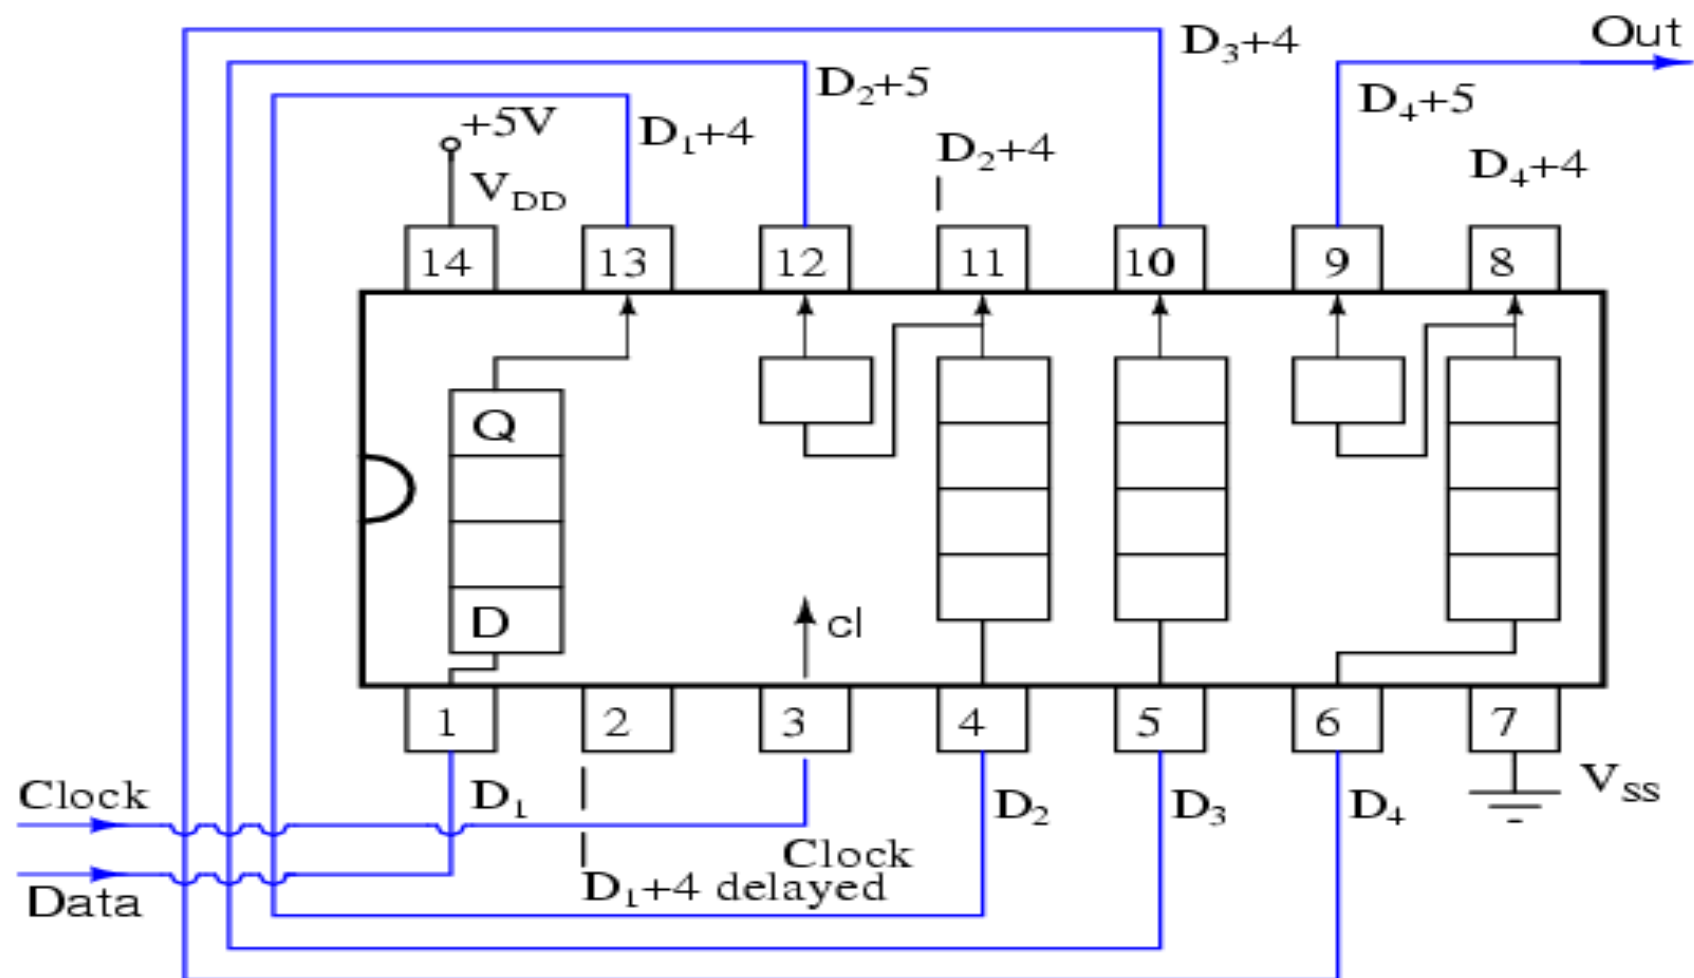 D₃+4
Out
D₂+5
D₄+5
+5V
D₁+4
D₂+4
D₄+4
V_DD
14
13
12
11
10
9
8
Q
D
cl
1
2
3
4
5
6
7
Clock
D₁
D₂
D₃
D₄
V_SS
Clock
Data
D₁+4 delayed